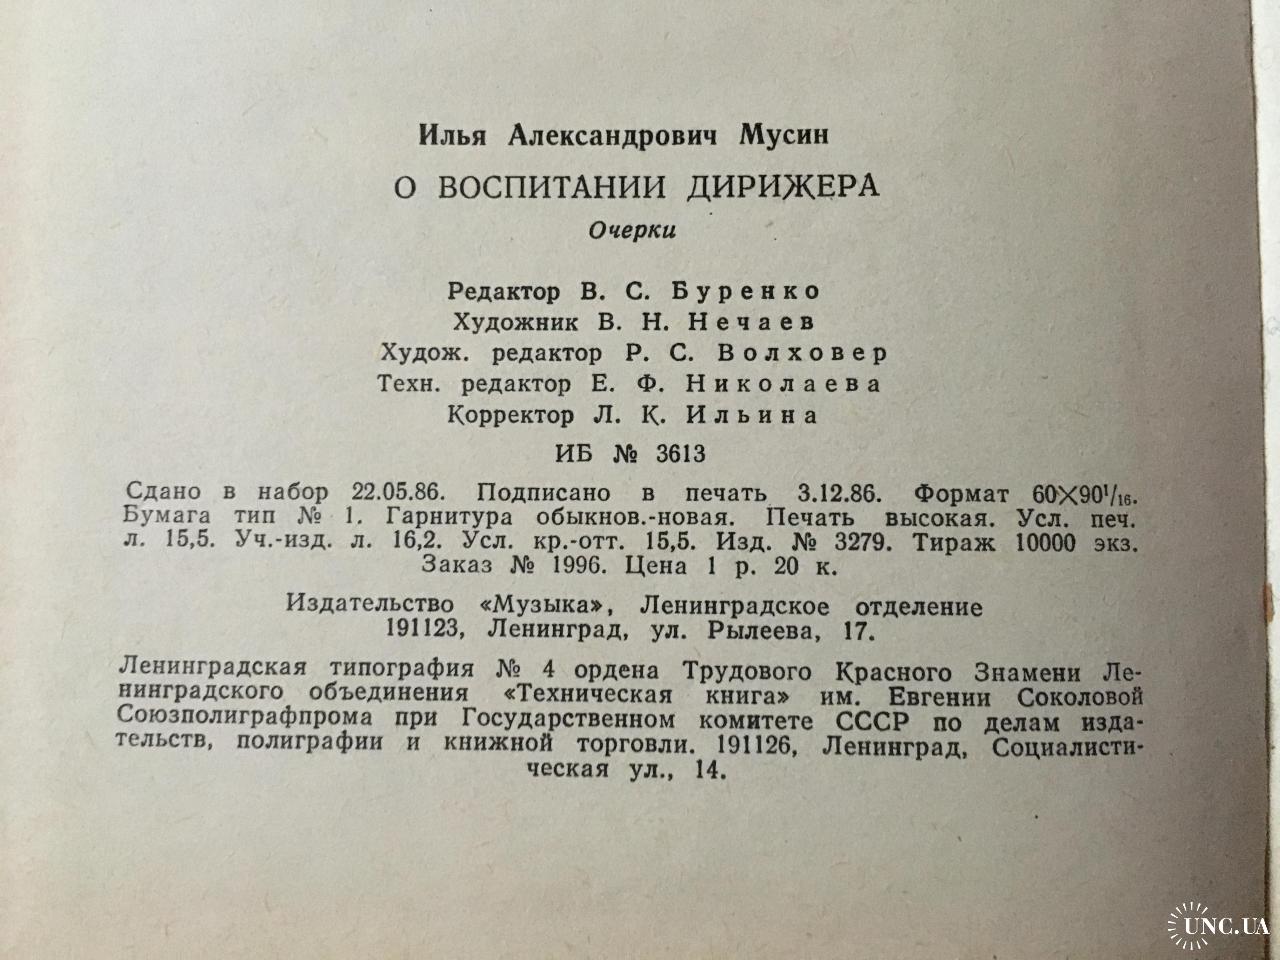 Илья Александрович Мусин
О ВОСПИТАНИИ ДИРИЖЕРА
Очерки
Редактор В. С. Буренко
Художник В. Н. Нечаев
Худож. редактор Р. С. Волховер
Техн. редактор Е. Ф. Николаева
Корректор Л. К. Ильина
ИБ № 3613
Сдано в набор 22.05.86. Подписано в печать 3.12.86. Формат 60×90¹/₁₆.
Бумага тип № 1. Гарнитура обыкнов.-новая. Печать высокая. Усл. печ.
л. 15,5. Уч.-изд. л. 16,2. Усл. кр.-отт. 15,5. Изд. № 3279. Тираж 10000 экз.
Заказ № 1996. Цена 1 р. 20 к.
Издательство «Музыка», Ленинградское отделение
191123, Ленинград, ул. Рылеева, 17.
Ленинградская типография № 4 ордена Трудового Красного Знамени Ле-
нинградского объединения «Техническая книга» им. Евгении Соколовой
Союзполиграфпрома при Государственном комитете СССР по делам изда-
тельств, полиграфии и книжной торговли. 191126, Ленинград, Социалисти-
ческая ул., 14.
UNC.UA